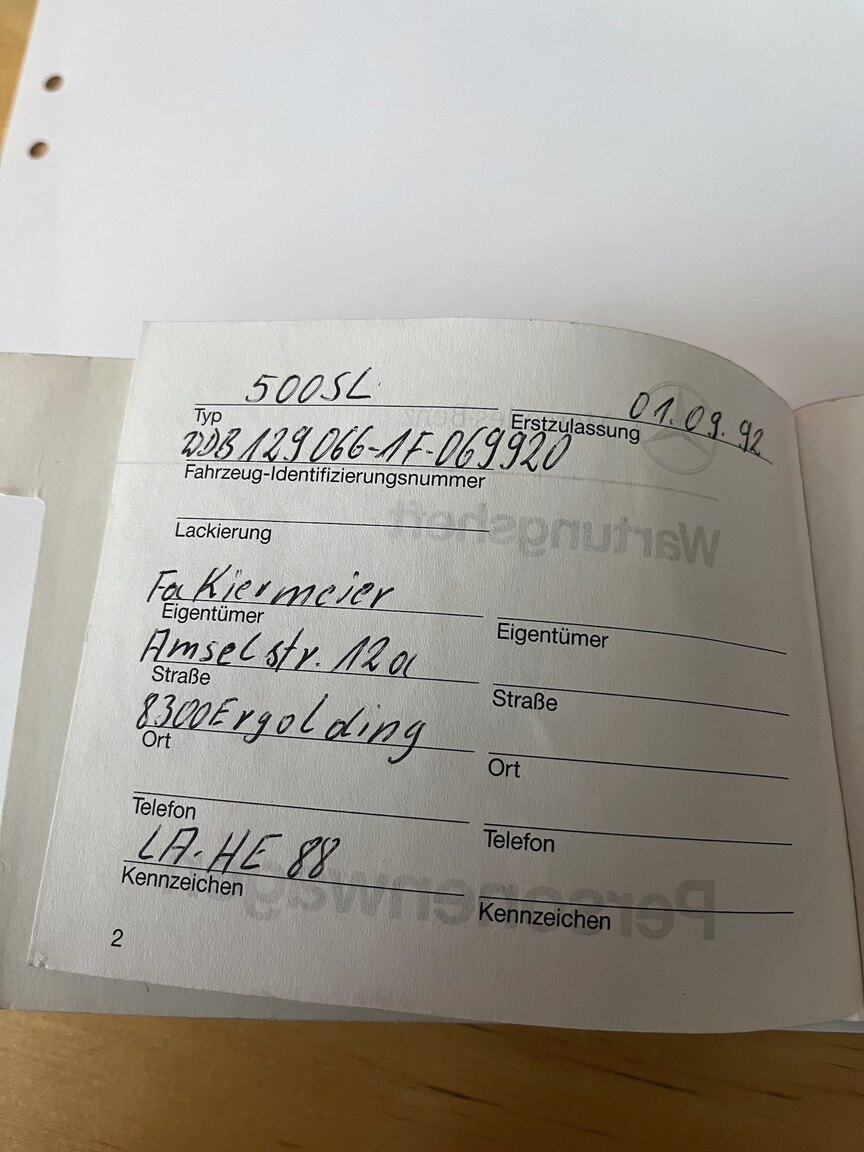 500SL
01.09.92
Typ
Erstzulassung
WDB129066-1F-069920
Fahrzeug-Identifizierungsnummer
Lackierung
Wartungsheft
Fa Kiermeier
Eigentümer
Eigentümer
Amselstr. 12a
Straße
Straße
8300 Ergolding
Ort
Ort
Telefon
Telefon
LA-HE 88
Kennzeichen
Kennzeichen
Personenwagen
2